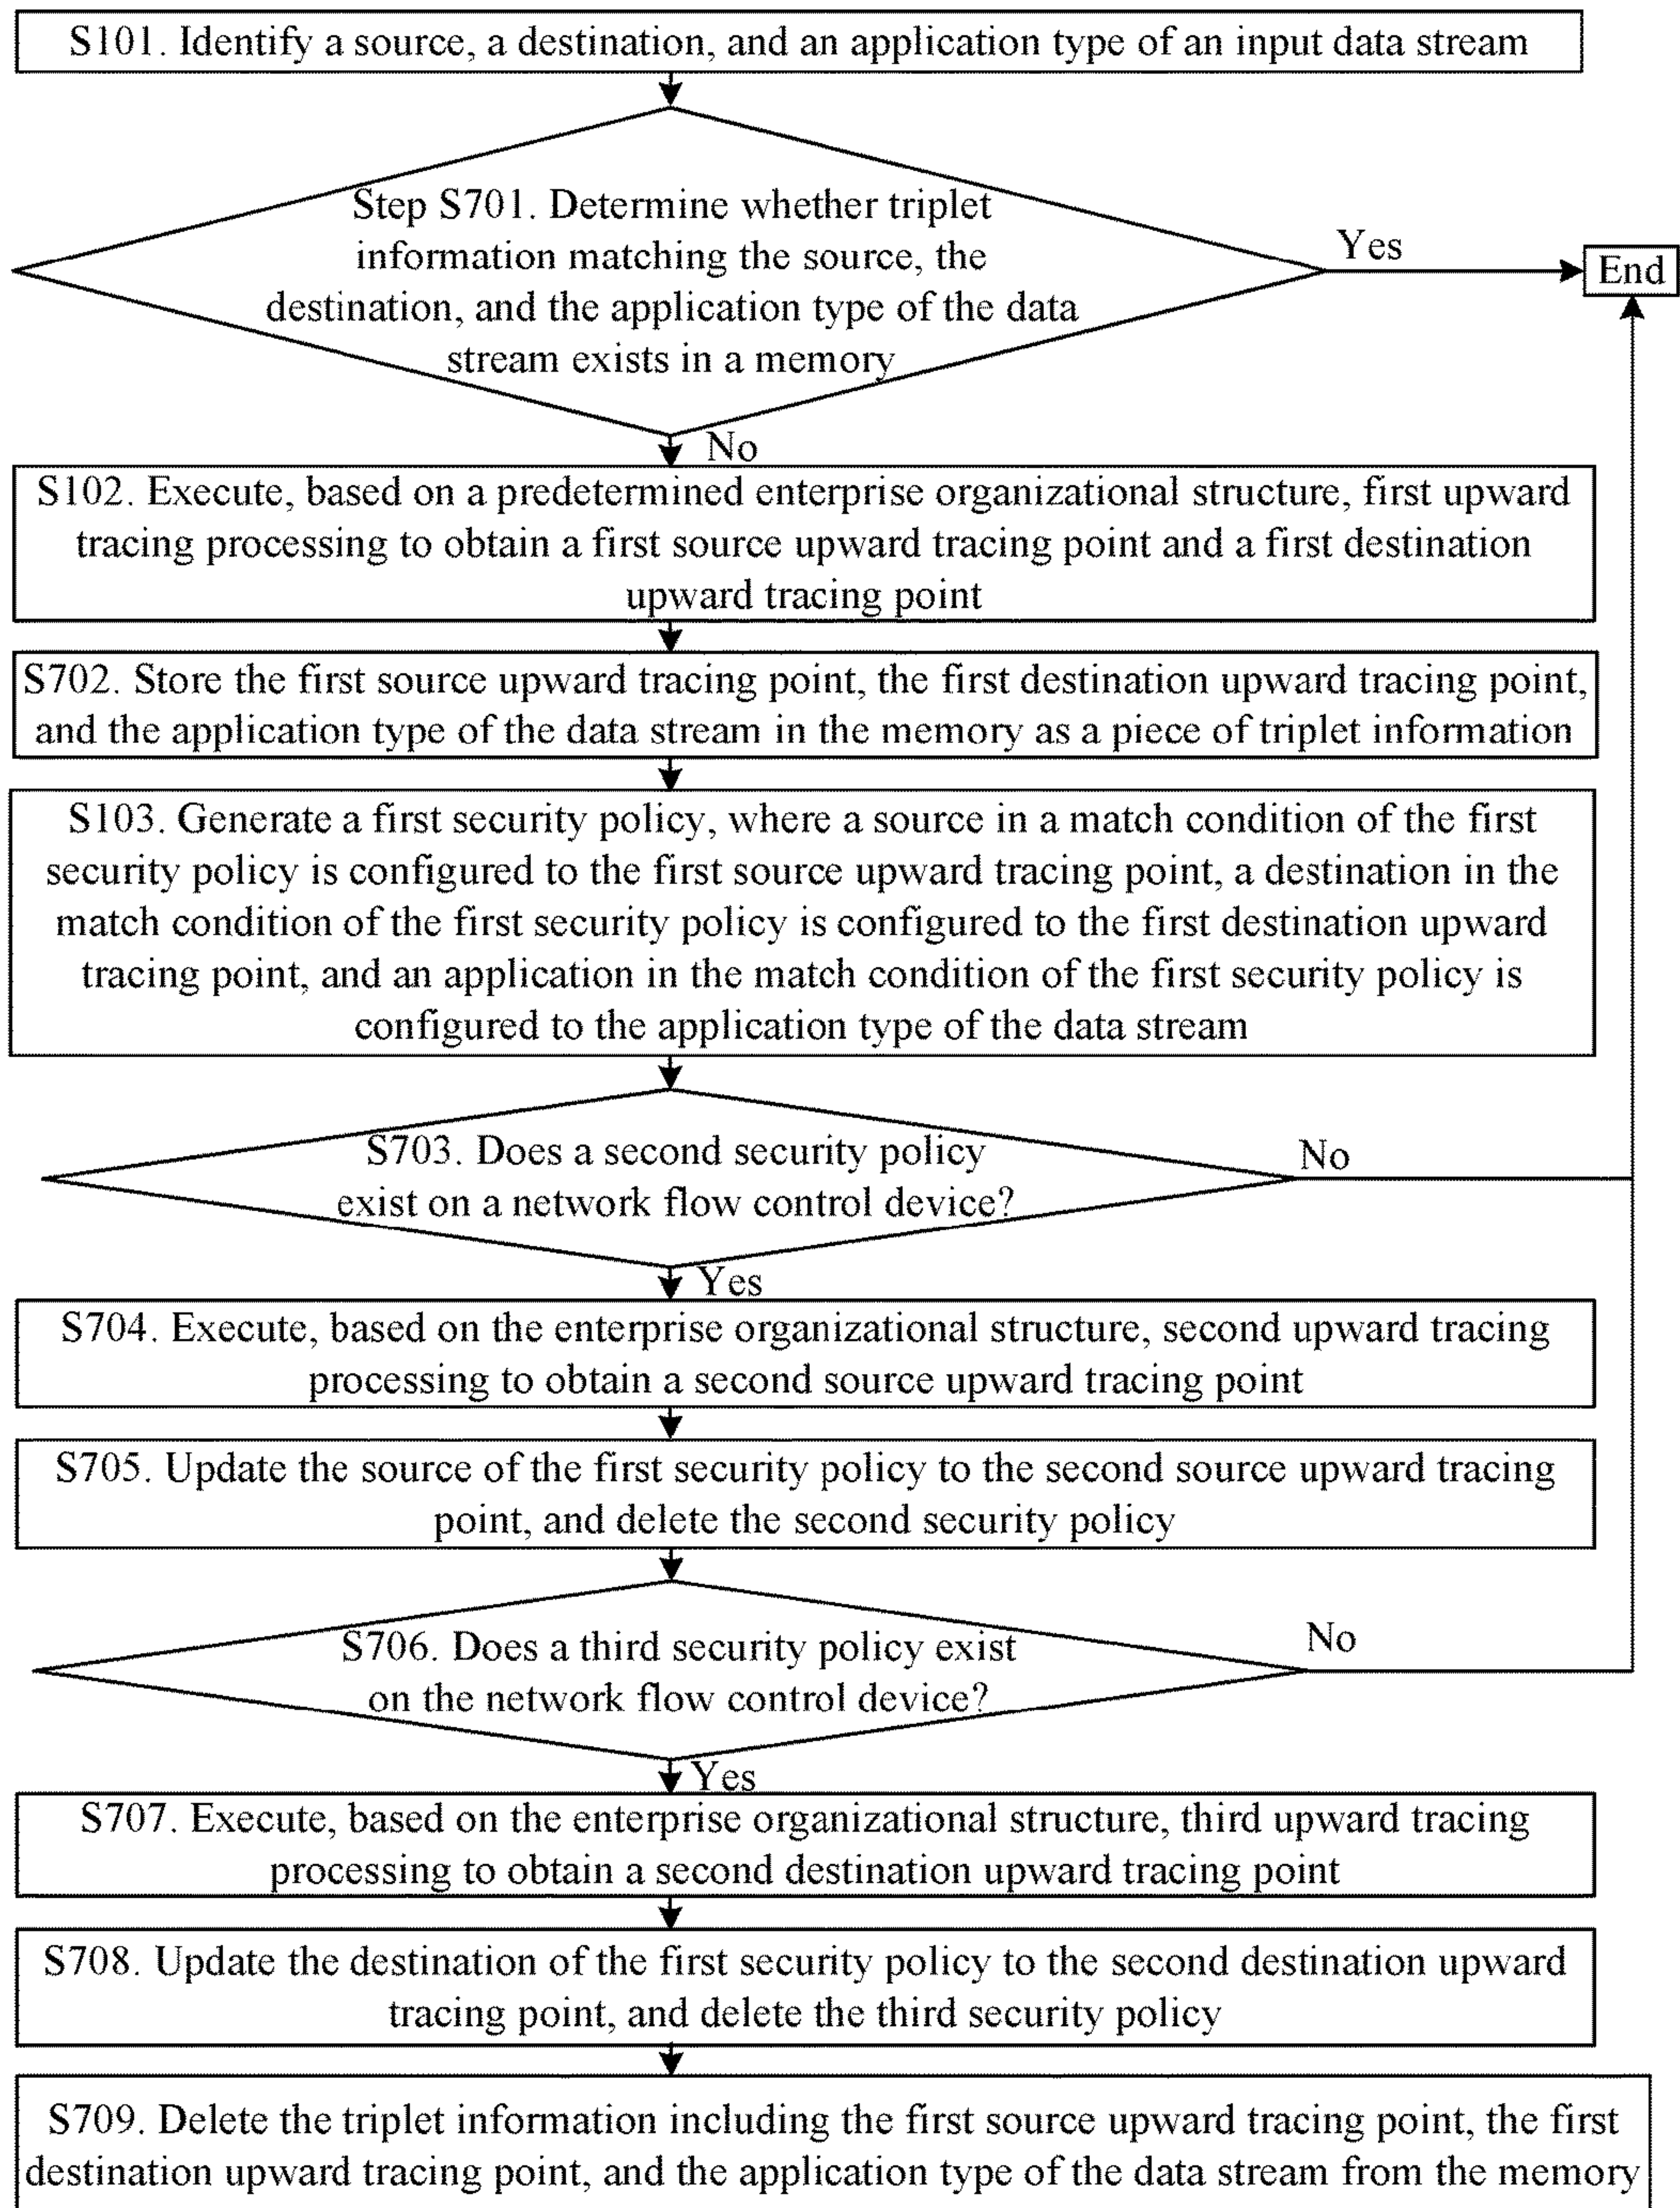 S101. Identify a source, a destination, and an application type of an input data stream
Step S701. Determine whether triplet
information matching the source, the
destination, and the application type of the data
stream exists in a memory
Yes
End
No
S102. Execute, based on a predetermined enterprise organizational structure, first upward
tracing processing to obtain a first source upward tracing point and a first destination
upward tracing point
S702. Store the first source upward tracing point, the first destination upward tracing point,
and the application type of the data stream in the memory as a piece of triplet information
S103. Generate a first security policy, where a source in a match condition of the first
security policy is configured to the first source upward tracing point, a destination in the
match condition of the first security policy is configured to the first destination upward
tracing point, and an application in the match condition of the first security policy is
configured to the application type of the data stream
S703. Does a second security policy
exist on a network flow control device?
No
Yes
S704. Execute, based on the enterprise organizational structure, second upward tracing
processing to obtain a second source upward tracing point
S705. Update the source of the first security policy to the second source upward tracing
point, and delete the second security policy
S706. Does a third security policy exist
on the network flow control device?
No
Yes
S707. Execute, based on the enterprise organizational structure, third upward tracing
processing to obtain a second destination upward tracing point
S708. Update the destination of the first security policy to the second destination upward
tracing point, and delete the third security policy
S709. Delete the triplet information including the first source upward tracing point, the first
destination upward tracing point, and the application type of the data stream from the memory